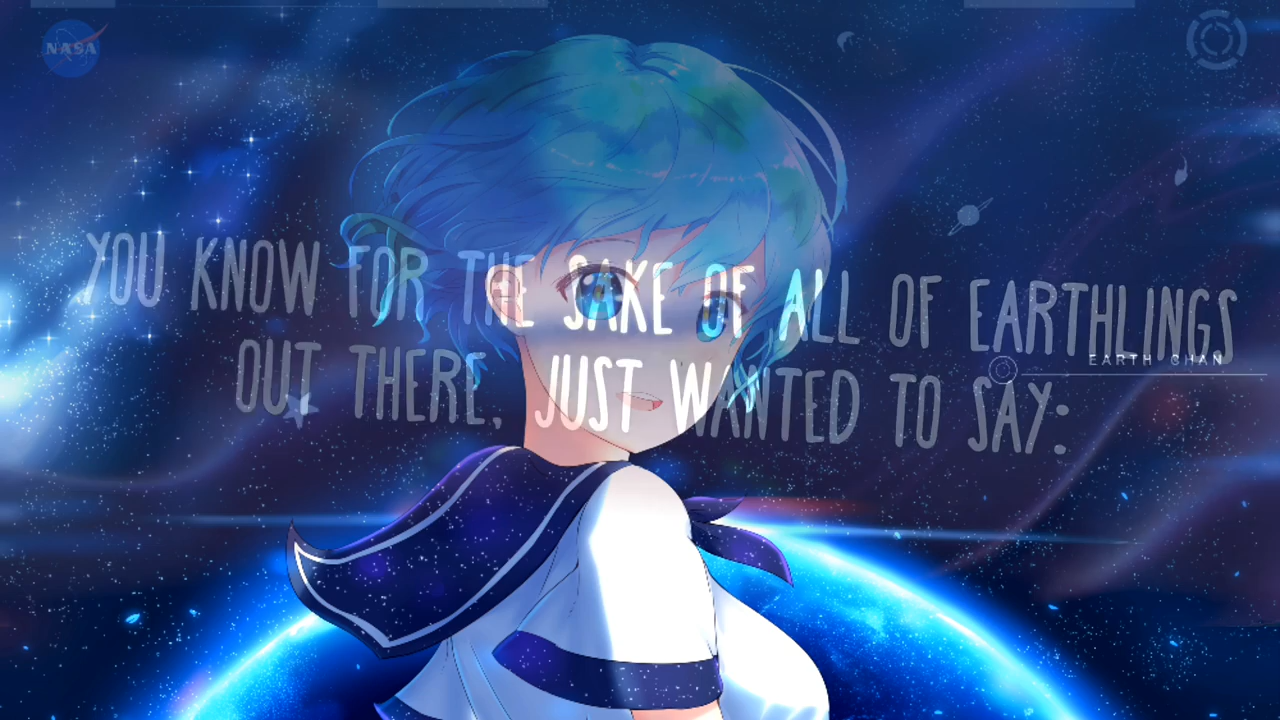 NASA
YOU KNOW FOR THE SAKE OF ALL OF EARTHLINGS
EARTH CHAN
OUT THERE, JUST WANTED TO SAY: